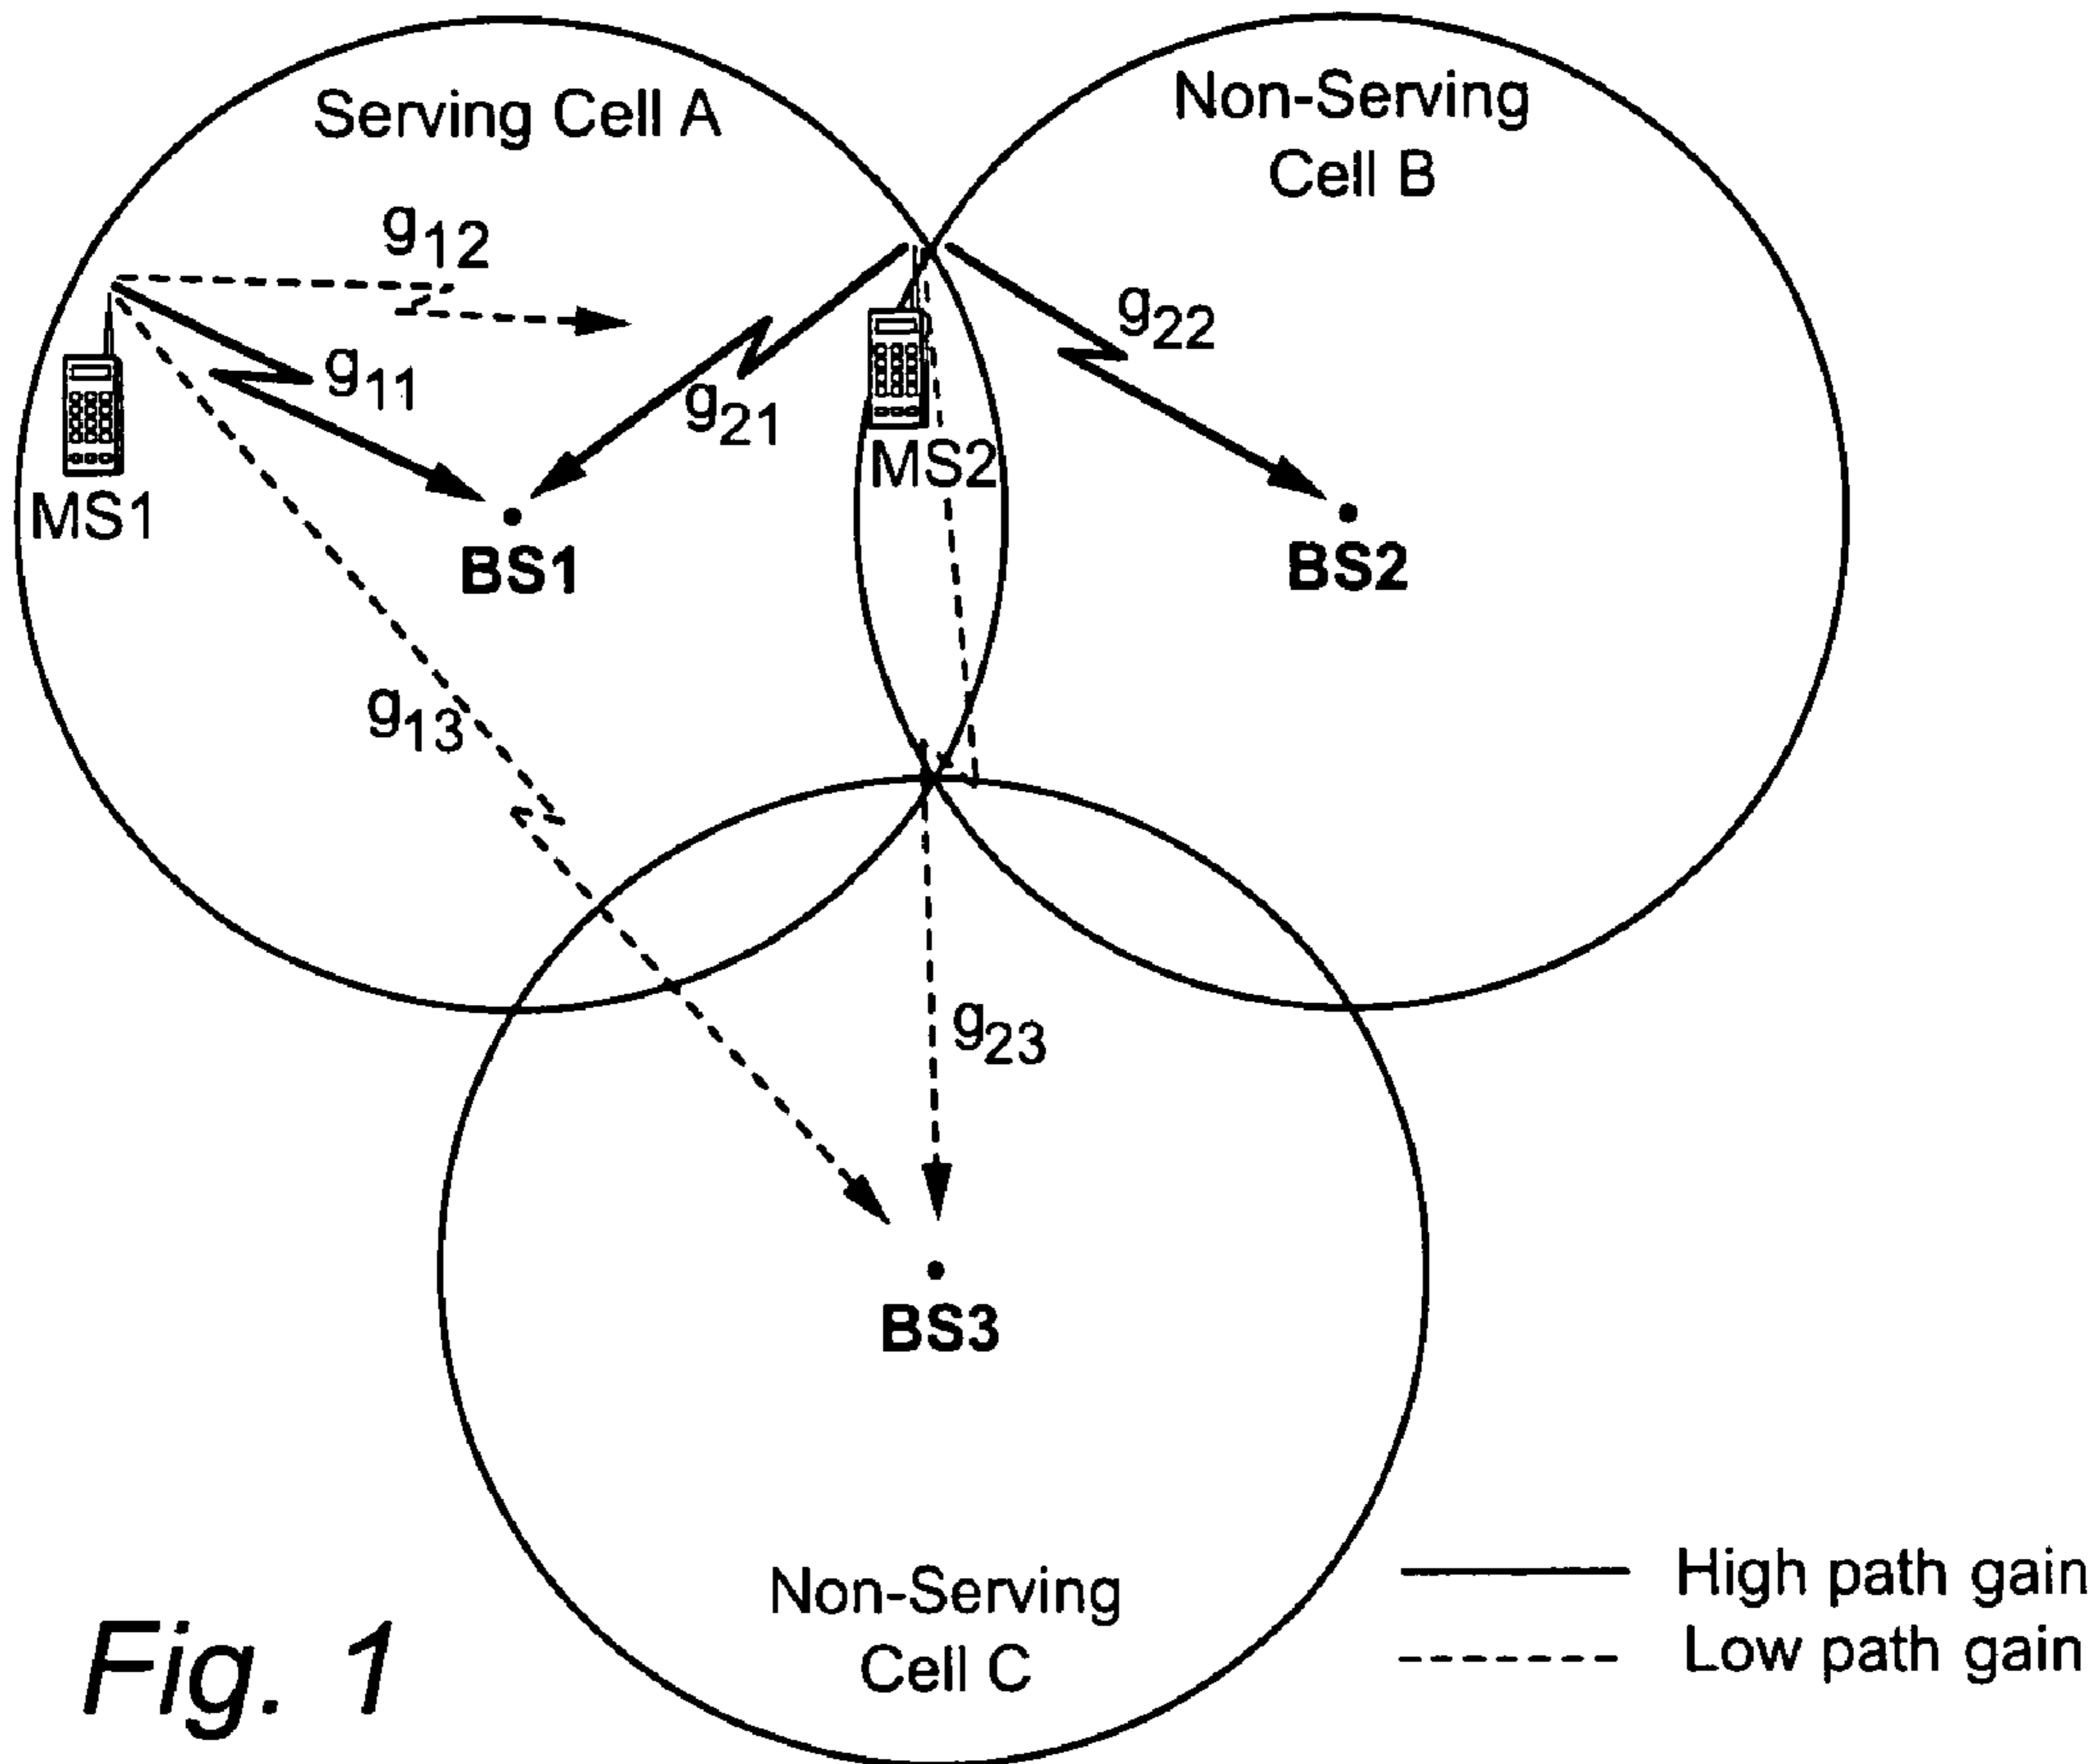 Serving Cell A
Non-Serving
Cell B
g12
g11
g21
g22
MS1
MS2
BS1
BS2
g13
g23
BS3
Non-Serving
Cell C
High path gain
Low path gain
Fig. 1